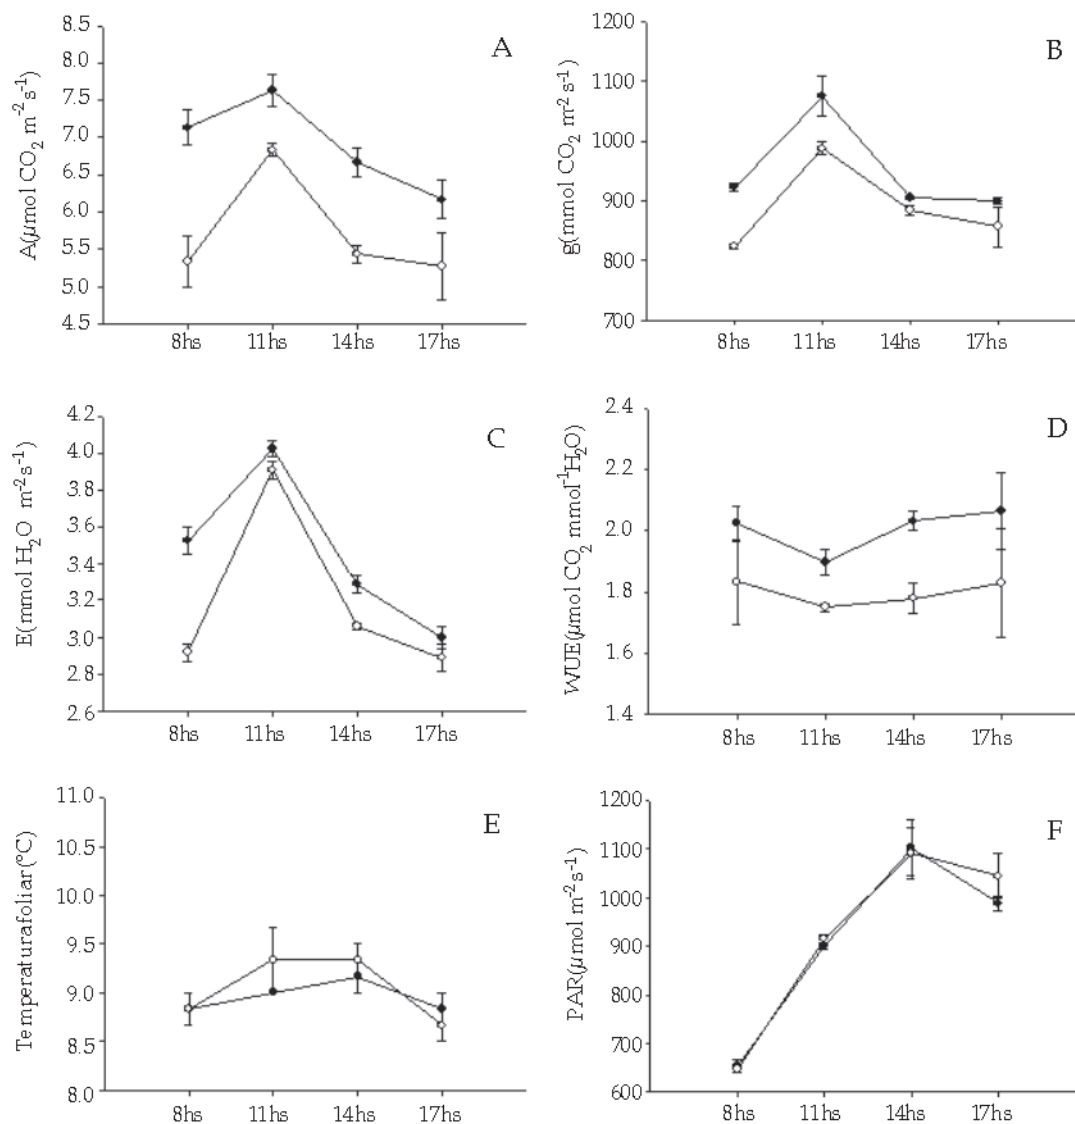 A
A(µmol CO₂ m⁻² s⁻¹)
8.5
8.0
7.5
7.0
6.5
6.0
5.5
5.0
4.5
8hs 11hs 14hs 17hs
B
g(mmol CO₂ m⁻² s⁻¹)
1200
1100
1000
900
800
700
8hs 11hs 14hs 17hs
C
E(mmol H₂O m⁻² s⁻¹)
4.2
4.0
3.8
3.6
3.4
3.2
3.0
2.8
2.6
8hs 11hs 14hs 17hs
D
WUE(µmol CO₂ mmol⁻¹H₂O)
2.4
2.2
2.0
1.8
1.6
1.4
8hs 11hs 14hs 17hs
E
Temperaturafoliar(°C)
11.0
10.5
10.0
9.5
9.0
8.5
8.0
8hs 11hs 14hs 17hs
F
PAR(µmol m⁻² s⁻¹)
1200
1100
1000
900
800
700
600
8hs 11hs 14hs 17hs